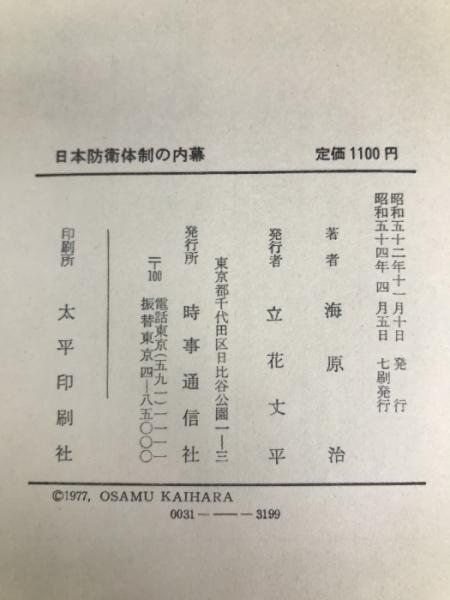 日本防衛体制の内幕 定価1100円
昭和五十二年十一月十日 発行
昭和五十四年 四月五日 七刷発行
著者 海原治
発行者 立花丈平
東京都千代田区日比谷公園一—三
発行所 時事通信社
電話東京(五九一)一一一一
〒100 振替東京四—八五〇〇〇
印刷所 太平印刷社
©1977, OSAMU KAIHARA
0031——3199